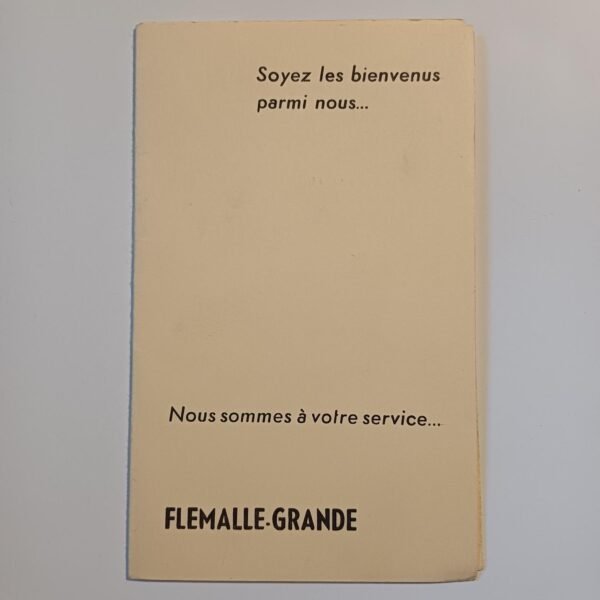 Soyez les bienvenus
parmi nous...
Nous sommes à votre service...
FLEMALLE-GRANDE